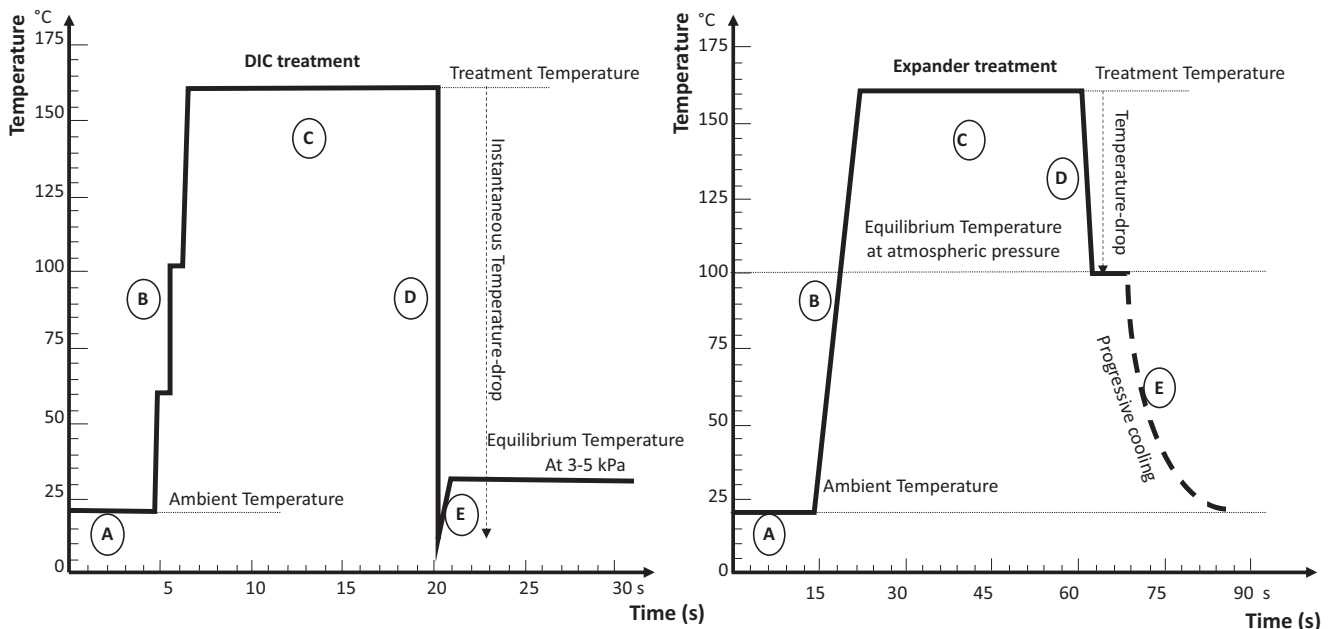 Temperature
°C
175
150
125
100
75
50
25
0
DIC treatment
Treatment Temperature
C
B
D
Instantaneous Temperature-drop
Equilibrium Temperature
At 3-5 kPa
Ambient Temperature
E
A
5
10
15
20
25
30 s
Time (s)
Temperature
°C
175
150
125
100
75
50
25
0
Expander treatment
Treatment Temperature
C
D
Temperature-drop
Equilibrium Temperature
at atmospheric pressure
B
Progressive cooling
E
Ambient Temperature
A
15
30
45
60
75
90 s
Time (s)